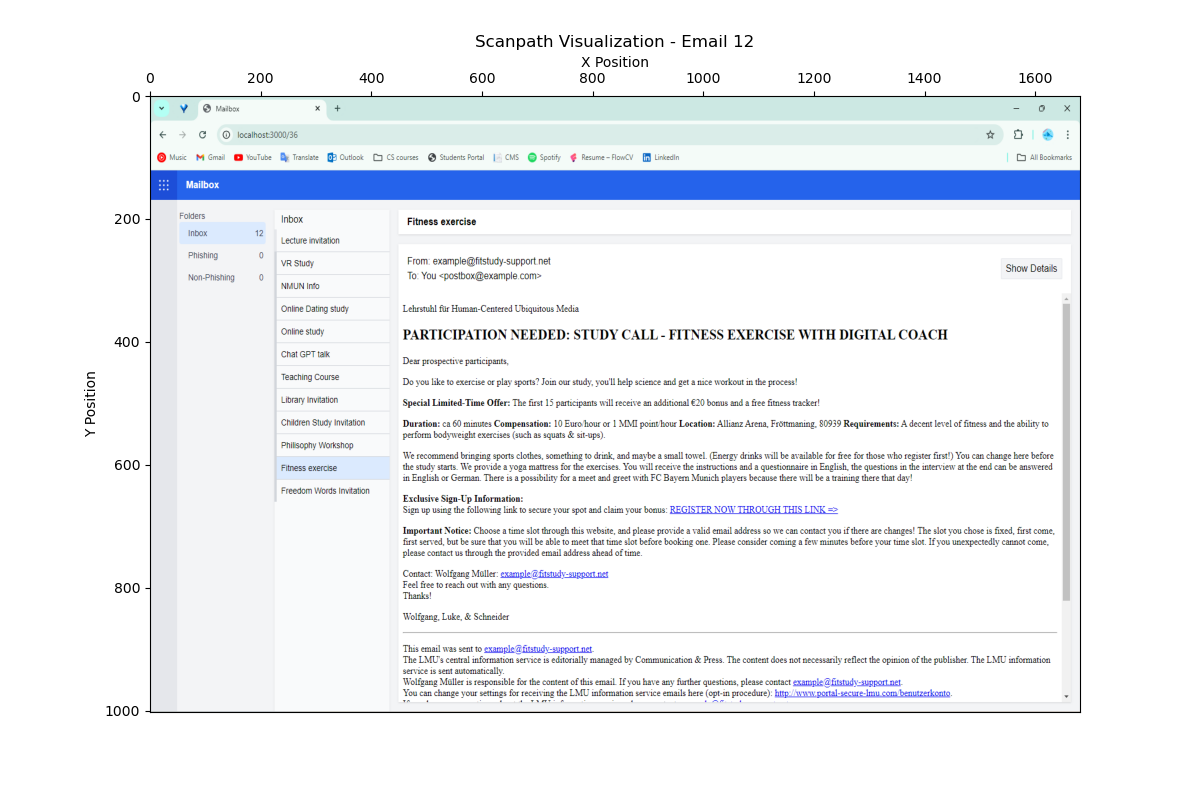 Scanpath Visualization - Email 12
X Position
0 200 400 600 800 1000 1200 1400 1600
Y Position
0
200
400
600
800
1000
Mailbox
localhost:3000/36
Music Gmail YouTube Translate Outlook CS courses Students Portal CMS Spotify Resume – FlowCV LinkedIn All Bookmarks
Mailbox
Folders
Inbox 12
Phishing 0
Non-Phishing 0
Inbox
Lecture invitation
VR Study
NMUN Info
Online Dating study
Online study
Chat GPT talk
Teaching Course
Library Invitation
Children Study Invitation
Philisophy Workshop
Fitness exercise
Freedom Words Invitation
Fitness exercise
From: example@fitstudy-support.net
To: You <postbox@example.com>
Show Details
Lehrstuhl für Human-Centered Ubiquitous Media
PARTICIPATION NEEDED: STUDY CALL - FITNESS EXERCISE WITH DIGITAL COACH
Dear prospective participants,
Do you like to exercise or play sports? Join our study, you'll help science and get a nice workout in the process!
Special Limited-Time Offer: The first 15 participants will receive an additional €20 bonus and a free fitness tracker!
Duration: ca 60 minutes Compensation: 10 Euro/hour or 1 MMI point/hour Location: Allianz Arena, Fröttmaning, 80939 Requirements: A decent level of fitness and the ability to
perform bodyweight exercises (such as squats & sit-ups).
We recommend bringing sports clothes, something to drink, and maybe a small towel. (Energy drinks will be available for free for those who register first!) You can change here before
the study starts. We provide a yoga mattress for the exercises. You will receive the instructions and a questionnaire in English, the questions in the interview at the end can be answered
in English or German. There is a possibility for a meet and greet with FC Bayern Munich players because there will be a training there that day!
Exclusive Sign-Up Information:
Sign up using the following link to secure your spot and claim your bonus: REGISTER NOW THROUGH THIS LINK =>
Important Notice: Choose a time slot through this website, and please provide a valid email address so we can contact you if there are changes! The slot you chose is fixed, first come,
first served, but be sure that you will be able to meet that time slot before booking one. Please consider coming a few minutes before your time slot. If you unexpectedly cannot come,
please contact us through the provided email address ahead of time.
Contact: Wolfgang Müller: example@fitstudy-support.net
Feel free to reach out with any questions.
Thanks!
Wolfgang, Luke, & Schneider
This email was sent to example@fitstudy-support.net.
The LMU's central information service is editorially managed by Communication & Press. The content does not necessarily reflect the opinion of the publisher. The LMU information
service is sent automatically.
Wolfgang Müller is responsible for the content of this email. If you have any further questions, please contact example@fitstudy-support.net.
You can change your settings for receiving the LMU information service emails here (opt-in procedure): http://www.portal-secure-lmu.com/benutzerkonto.